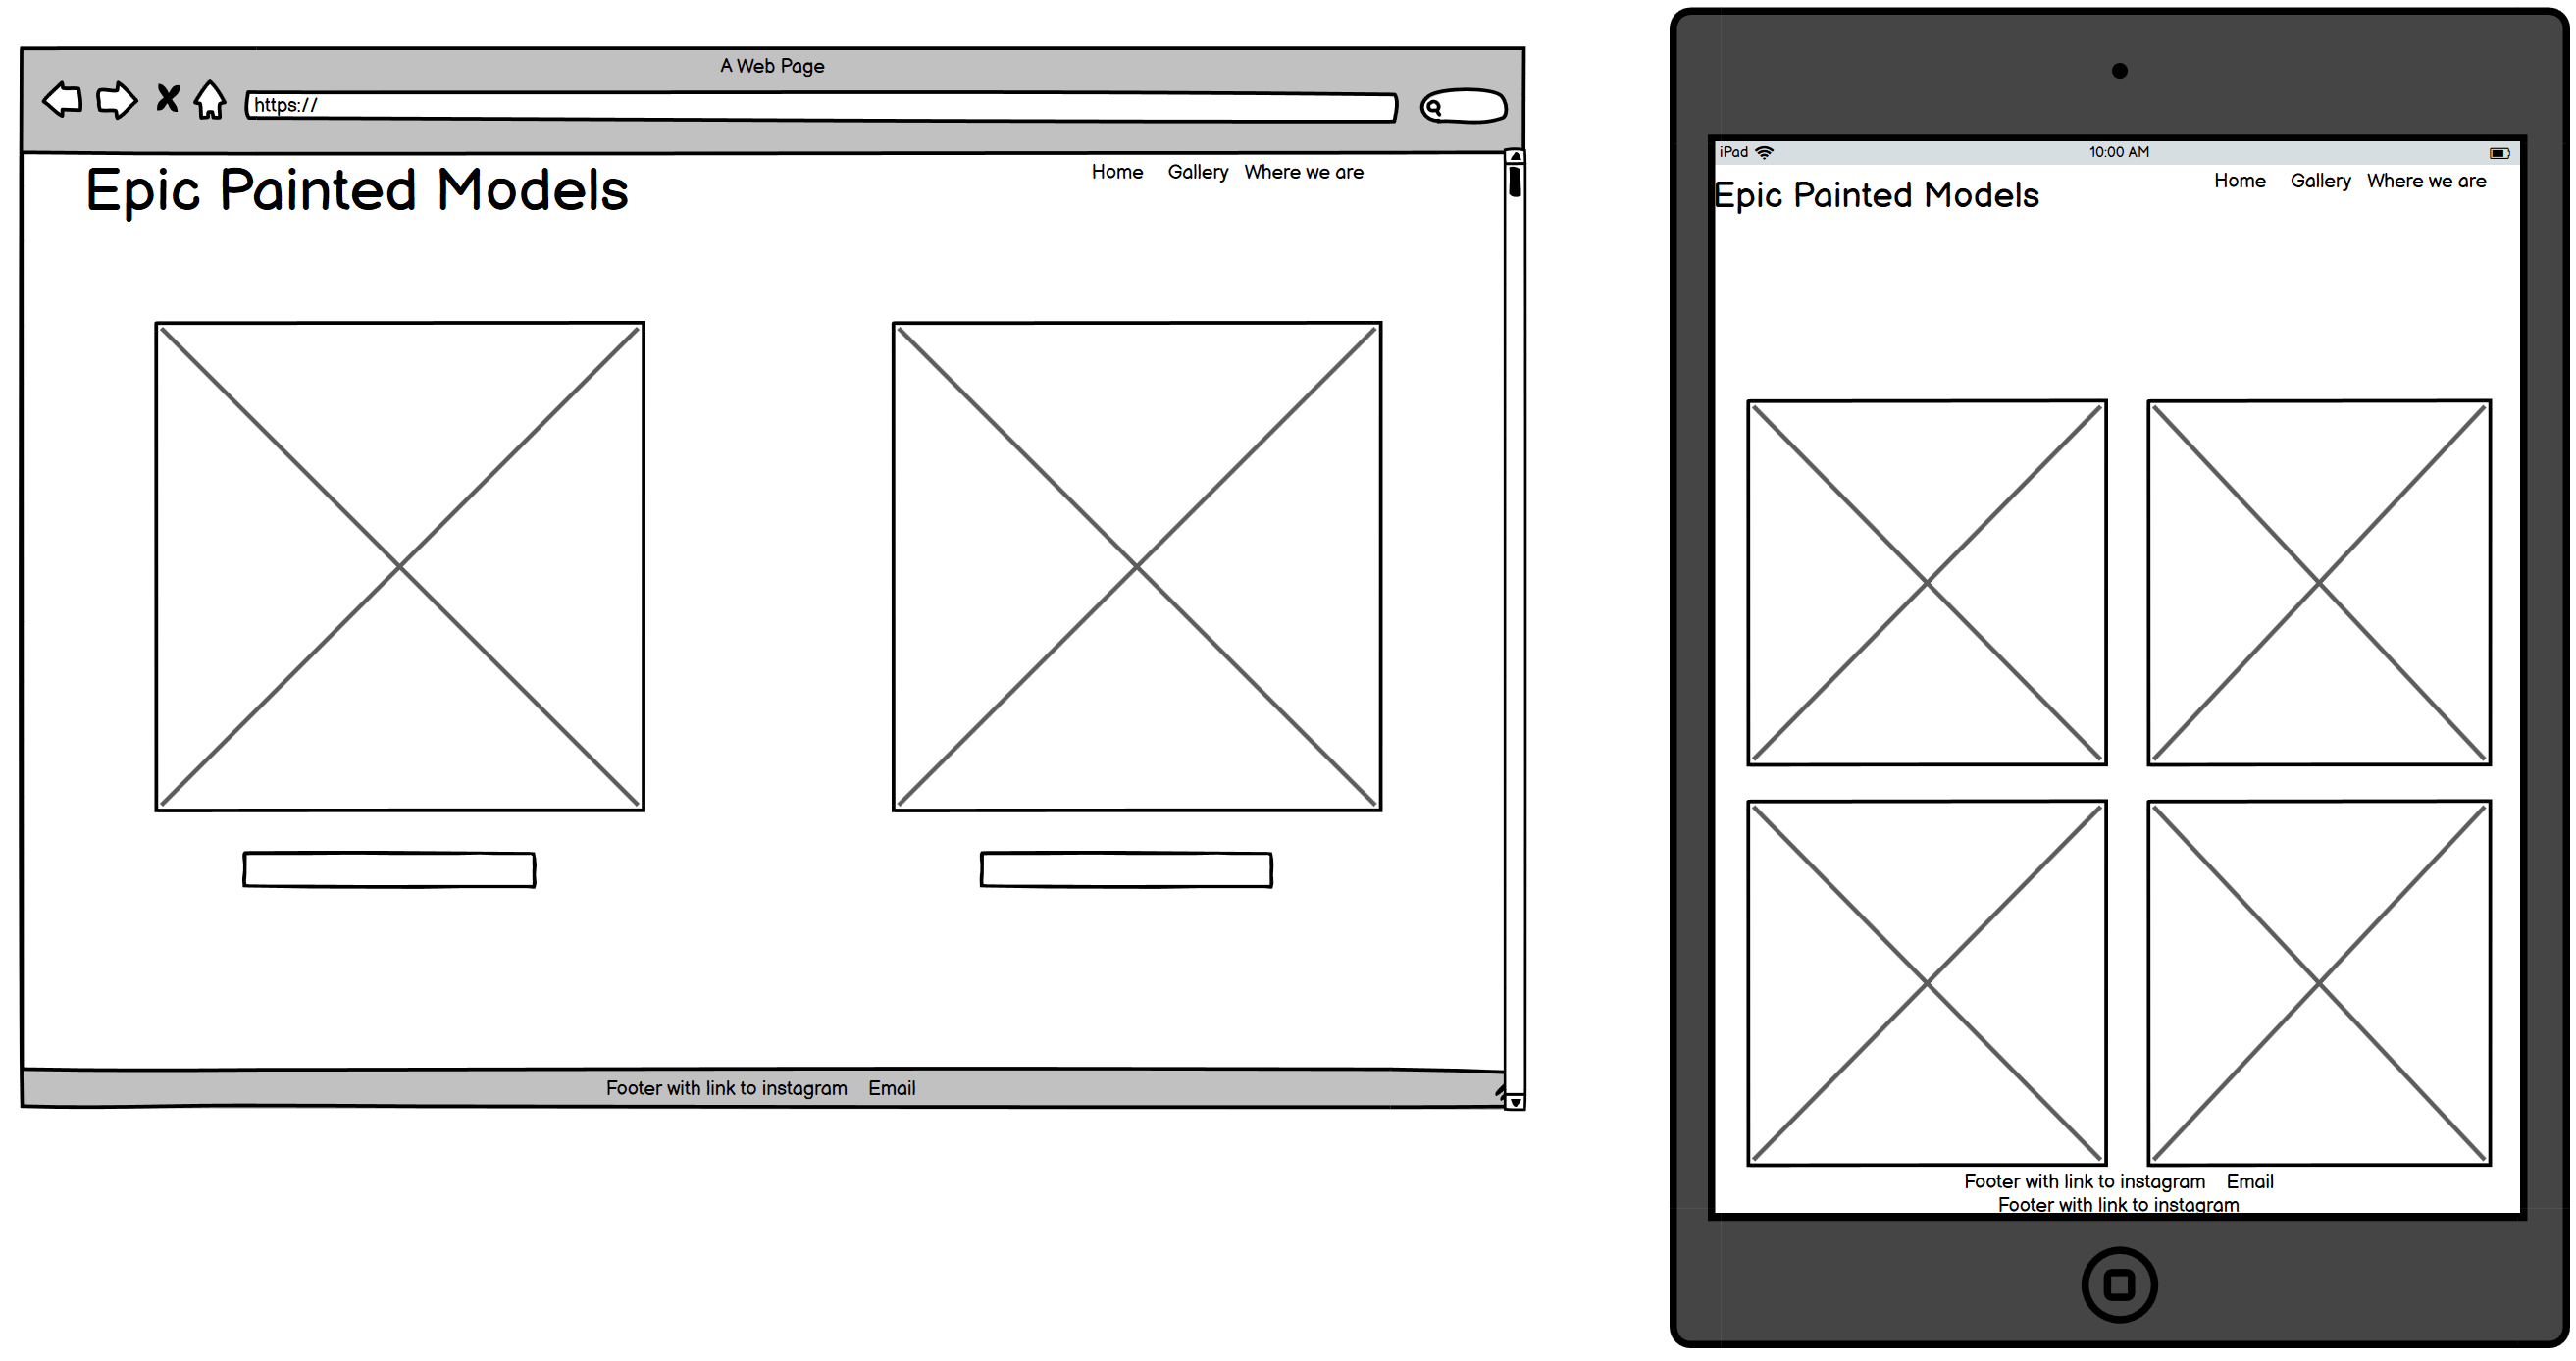 A Web Page
https://
Epic Painted Models
Home Gallery Where we are
Footer with link to instagram Email
iPad 10:00 AM
Home Gallery Where we are
Epic Painted Models
Footer with link to instagram Email
Footer with link to instagram